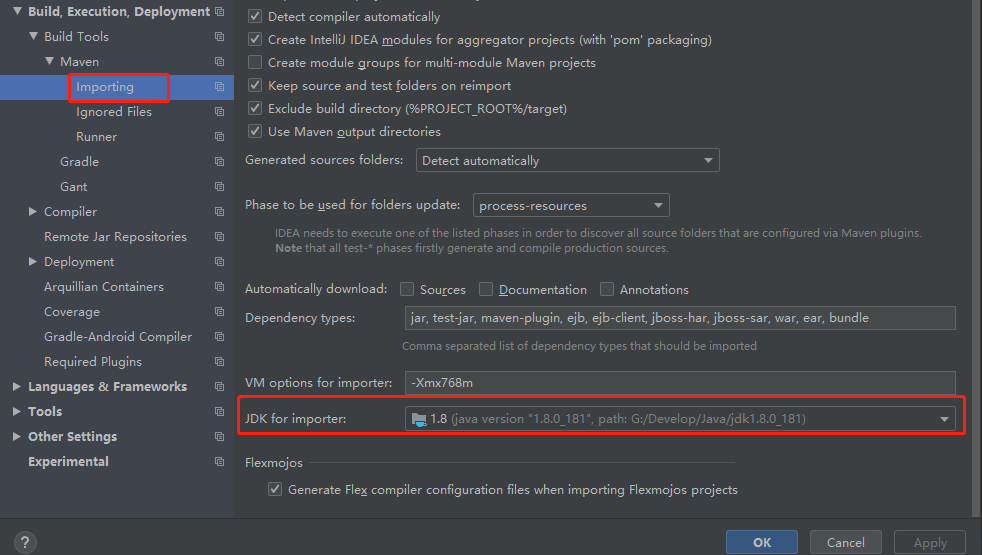 Build, Execution, Deployment
Build Tools
Maven
Importing
Ignored Files
Runner
Gradle
Gant
Compiler
Remote Jar Repositories
Deployment
Arquillian Containers
Coverage
Gradle-Android Compiler
Required Plugins
Languages & Frameworks
Tools
Other Settings
Experimental
Detect compiler automatically
Create IntelliJ IDEA modules for aggregator projects (with 'pom' packaging)
Create module groups for multi-module Maven projects
Keep source and test folders on reimport
Exclude build directory (%PROJECT_ROOT%/target)
Use Maven output directories
Generated sources folders: Detect automatically
Phase to be used for folders update: process-resources
IDEA needs to execute one of the listed phases in order to discover all source folders that are configured via Maven plugins.
Note that all test-* phases firstly generate and compile production sources.
Automatically download: Sources Documentation Annotations
Dependency types: jar, test-jar, maven-plugin, ejb, ejb-client, jboss-har, jboss-sar, war, ear, bundle
Comma separated list of dependency types that should be imported
VM options for importer: -Xmx768m
JDK for importer: 1.8 (java version "1.8.0_181", path: G:/Develop/Java/jdk1.8.0_181)
Flexmojos
Generate Flex compiler configuration files when importing Flexmojos projects
? OK Cancel Apply